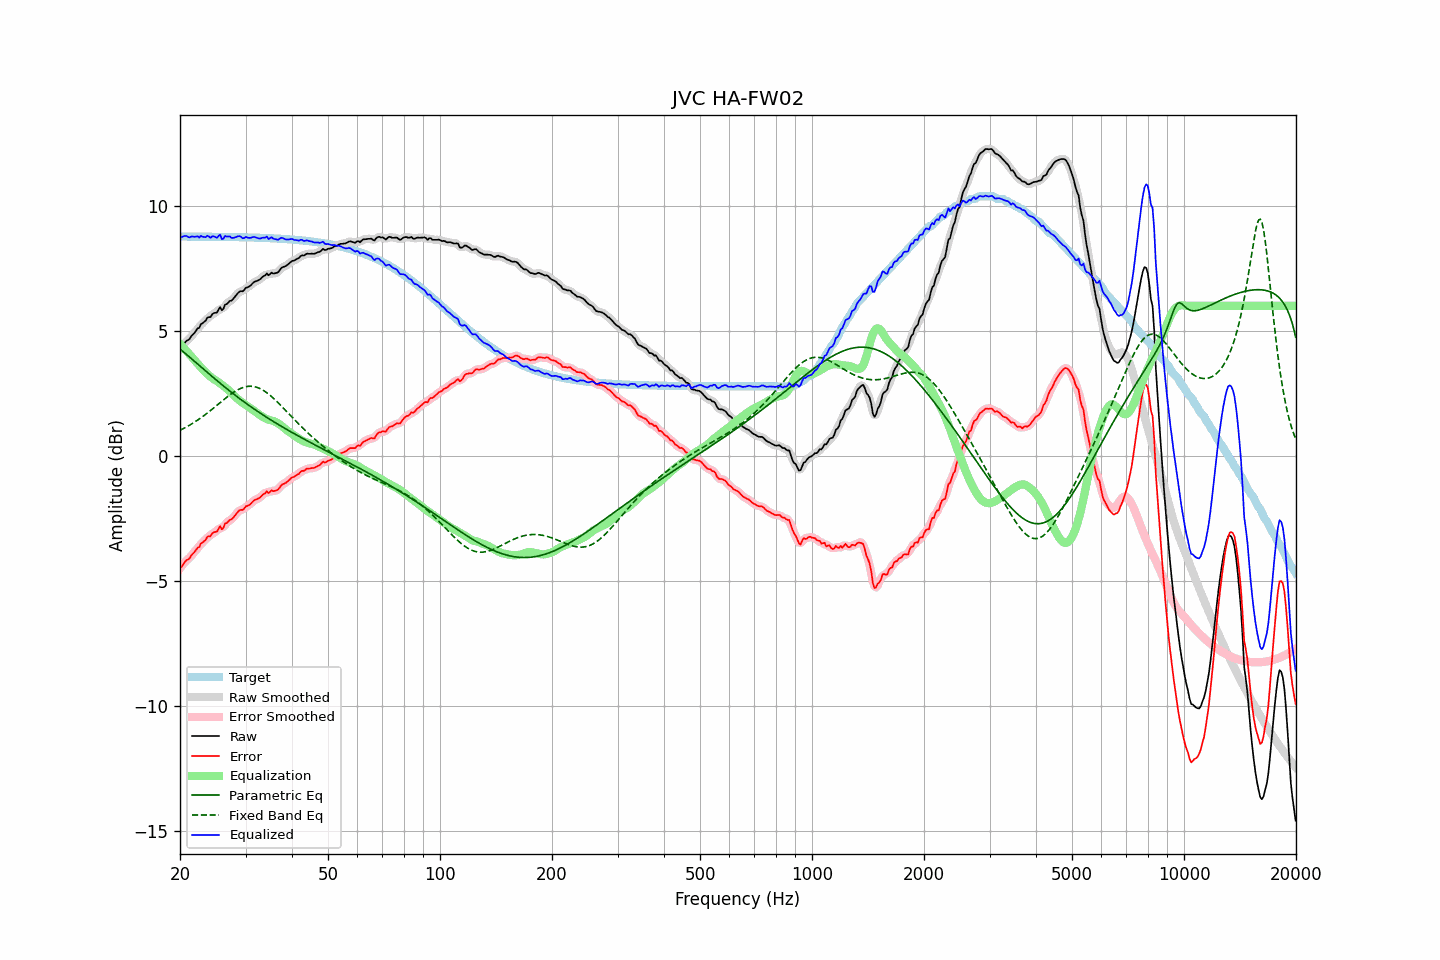 JVC HA-FW02
Amplitude (dBr)
10
5
0
−5
−10
−15
Target
Raw Smoothed
Error Smoothed
Raw
Error
Equalization
Parametric Eq
Fixed Band Eq
Equalized
20 50 100 200 500 1000 2000 5000 10000 20000
Frequency (Hz)